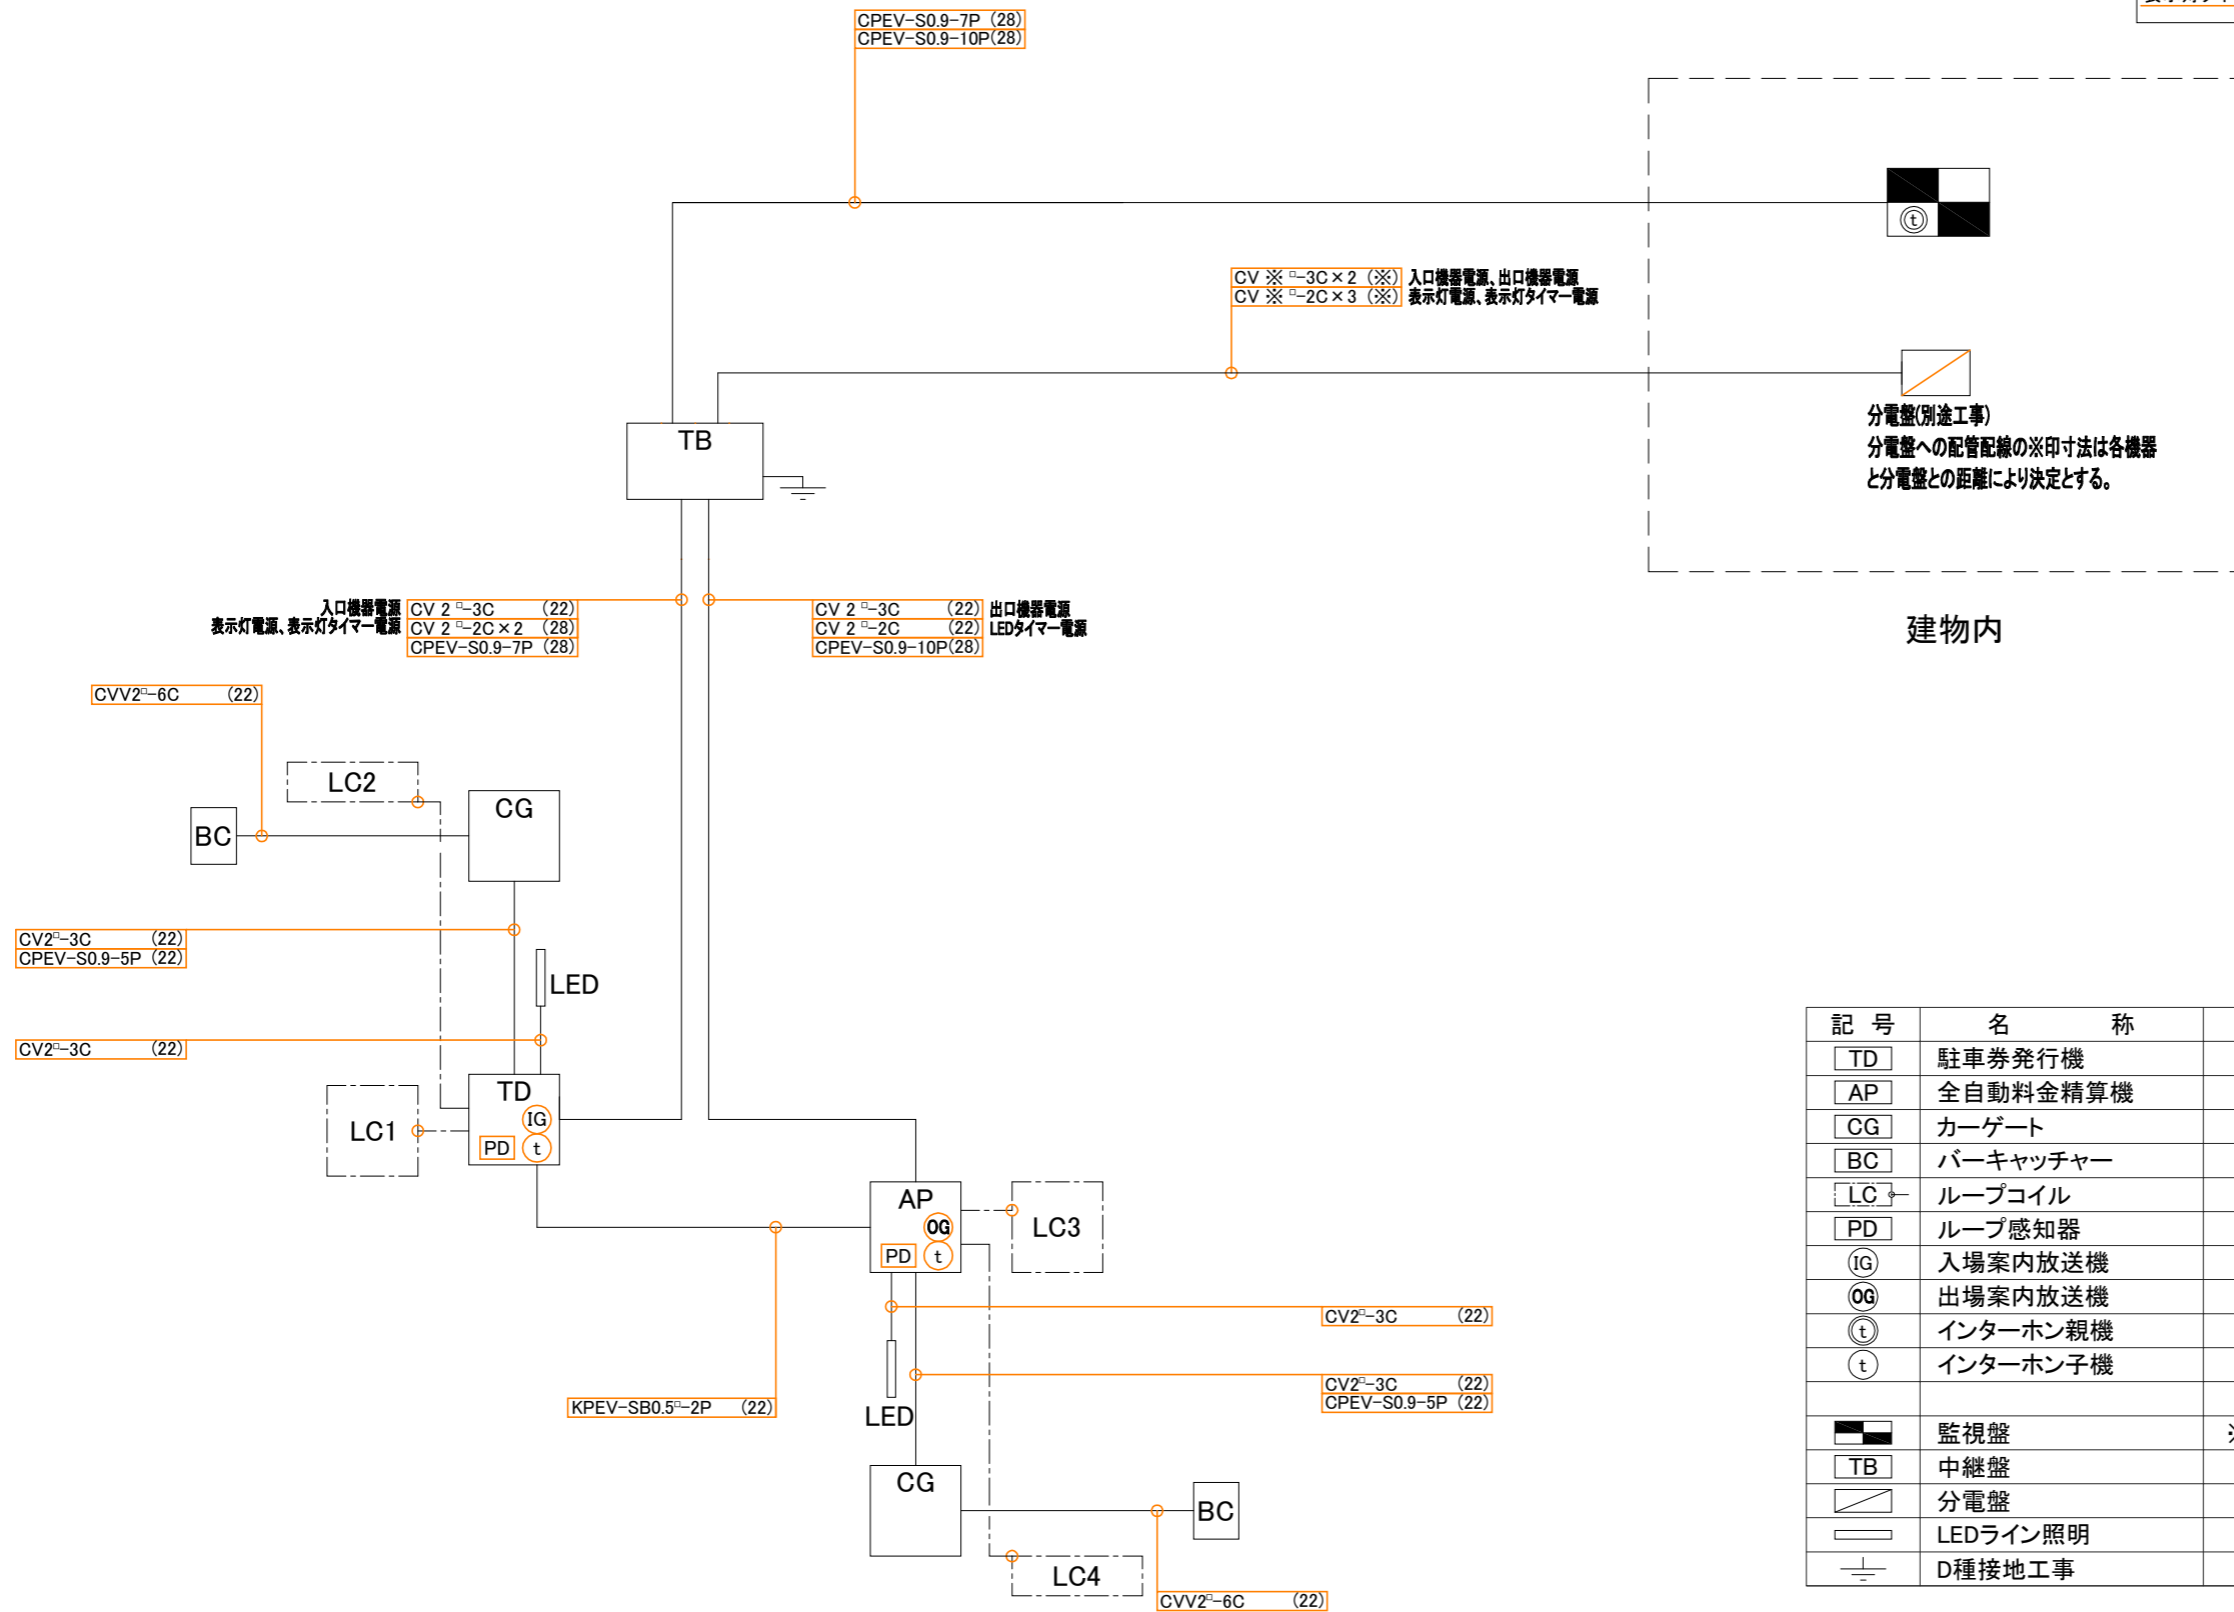 CPEV-S0.9-7P (28)
CPEV-S0.9-10P(28)
CV ※ □-3C×2 (※) 入口機器電源、出口機器電源
CV ※ □-2C×3 (※) 表示灯電源、表示灯タイマー電源
t
分電盤(別途工事)
分電盤への配管配線の※印寸法は各機器
と分電盤との距離により決定とする。
建物内
TB
入口機器電源 CV 2 □-3C (22)
表示灯電源、表示灯タイマー電源 CV 2 □-2C×2 (28)
CPEV-S0.9-7P (28)
CV 2 □-3C (22) 出口機器電源
CV 2 □-2C (22) LEDタイマー電源
CPEV-S0.9-10P(28)
CVV2□-6C (22)
LC2
CG
BC
CV2□-3C (22)
CPEV-S0.9-5P (22)
LED
CV2□-3C (22)
TD
IG
PD t
LC1
AP
OG
PD t
LC3
CV2□-3C (22)
CV2□-3C (22)
CPEV-S0.9-5P (22)
KPEV-SB0.5□-2P (22)
LED
CG
BC
LC4
CVV2□-6C (22)
記 号 名 称
TD 駐車券発行機
AP 全自動料金精算機
CG カーゲート
BC バーキャッチャー
LC ループコイル
PD ループ感知器
IG 入場案内放送機
OG 出場案内放送機
t インターホン親機
t インターホン子機
監視盤
TB 中継盤
分電盤
LEDライン照明
D種接地工事